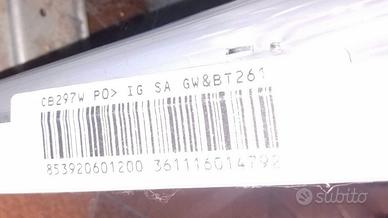 CB297W PO> IG SA GW&BT261
853920601200 361116014792
subito